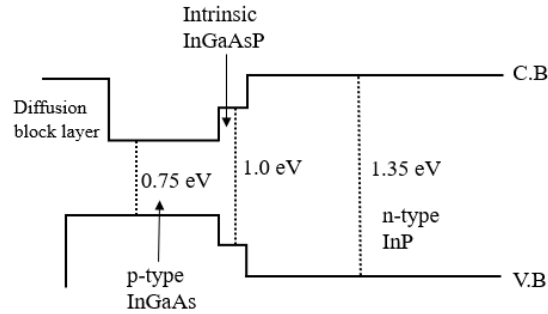 Intrinsic
InGaAsP
C.B
Diffusion
block layer
0.75 eV
1.0 eV
1.35 eV
n-type
InP
p-type
InGaAs
V.B